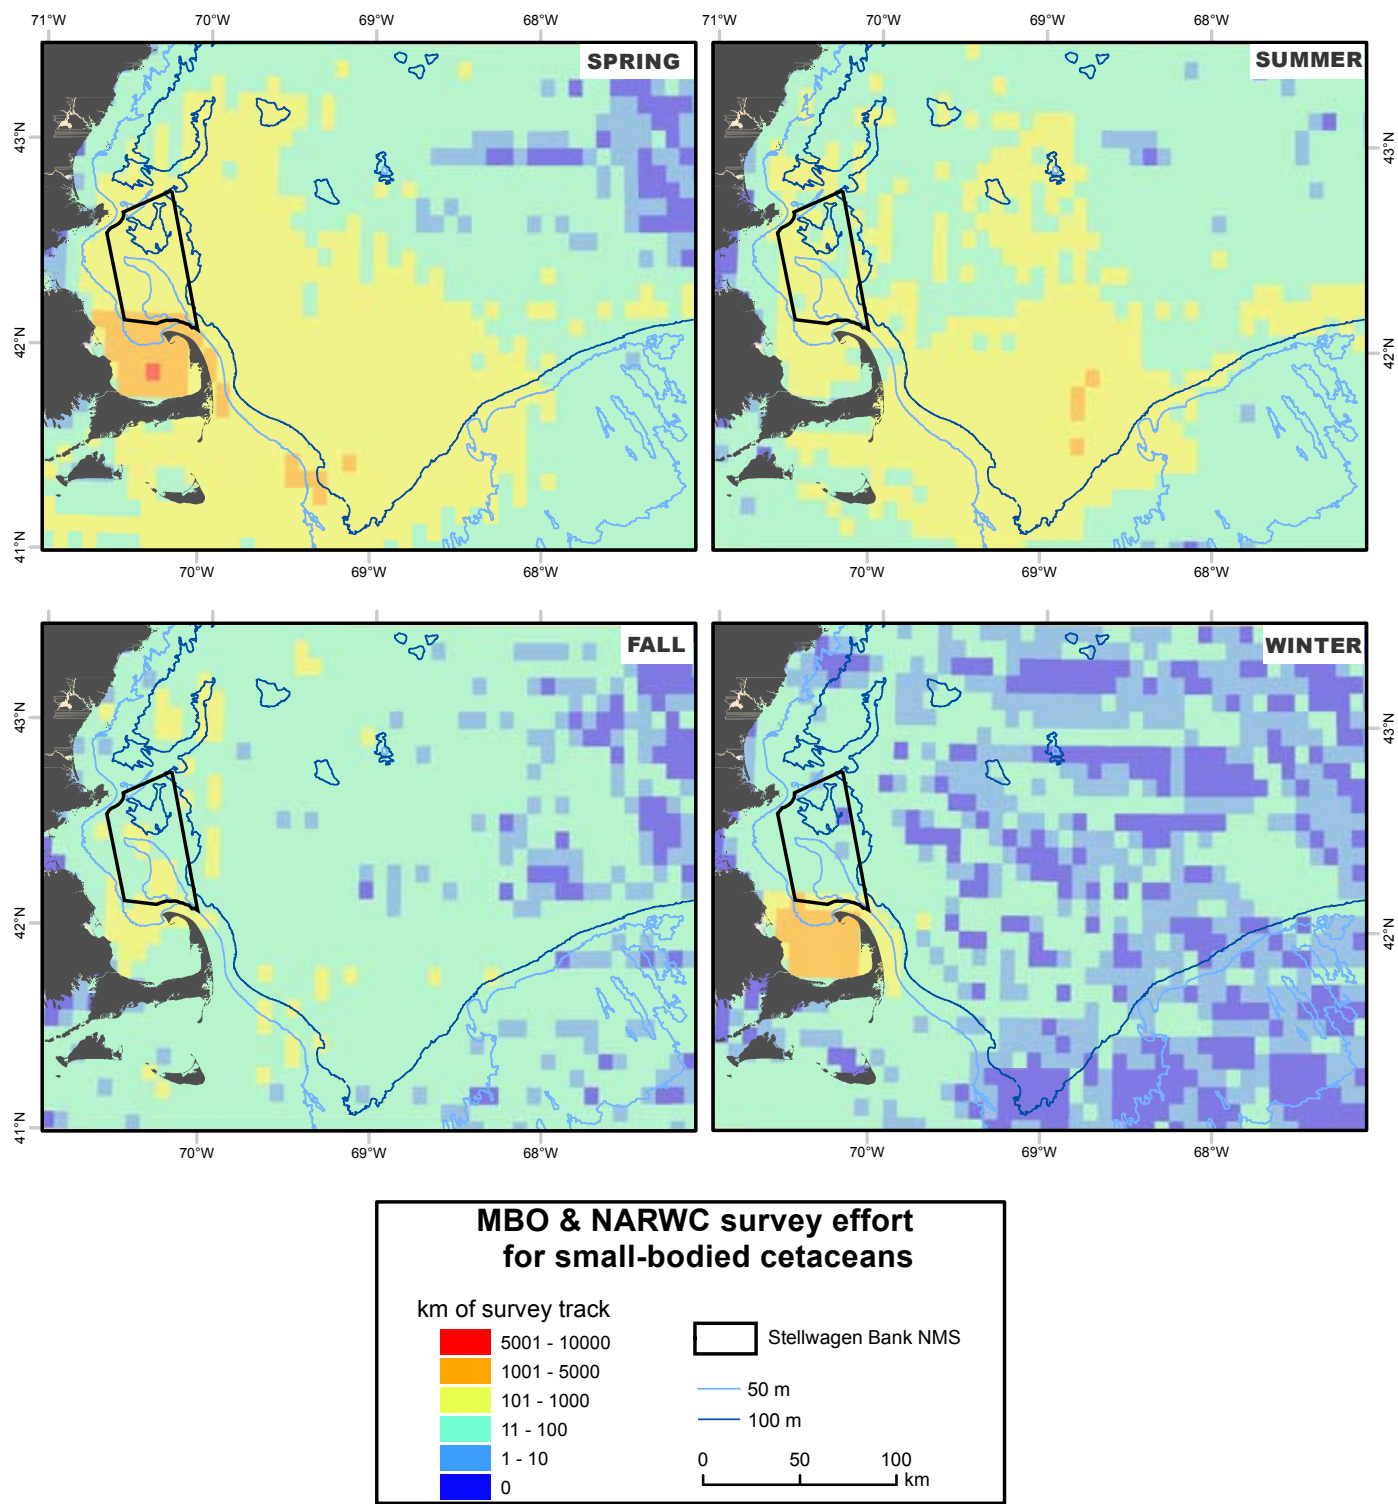 71°W 70°W 69°W 68°W 71°W 70°W 69°W 68°W
SPRING SUMMER
43°N 43°N
42°N 42°N
41°N
70°W 69°W 68°W 70°W 69°W 68°W
FALL WINTER
43°N 43°N
42°N 42°N
41°N
70°W 69°W 68°W 70°W 69°W 68°W
MBO & NARWC survey effort
for small-bodied cetaceans
km of survey track
5001 - 10000
1001 - 5000
101 - 1000
11 - 100
1 - 10
0
Stellwagen Bank NMS
50 m
100 m
0 50 100
km